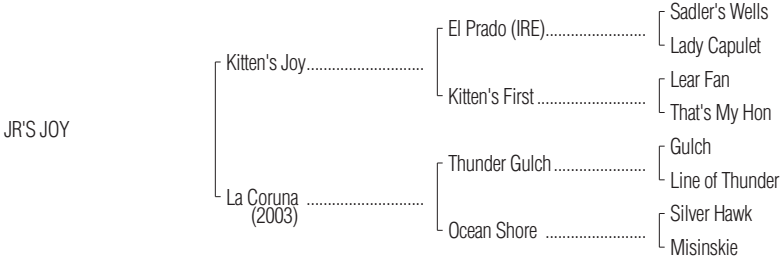 Sadler's Wells
El Prado (IRE)..........................
Lady Capulet
Kitten's Joy..............................
Lear Fan
Kitten's First ............................
That's My Hon
JR'S JOY
Gulch
Thunder Gulch........................
Line of Thunder
La Coruna ..............................
(2003)
Silver Hawk
Ocean Shore ..........................
Misinskie